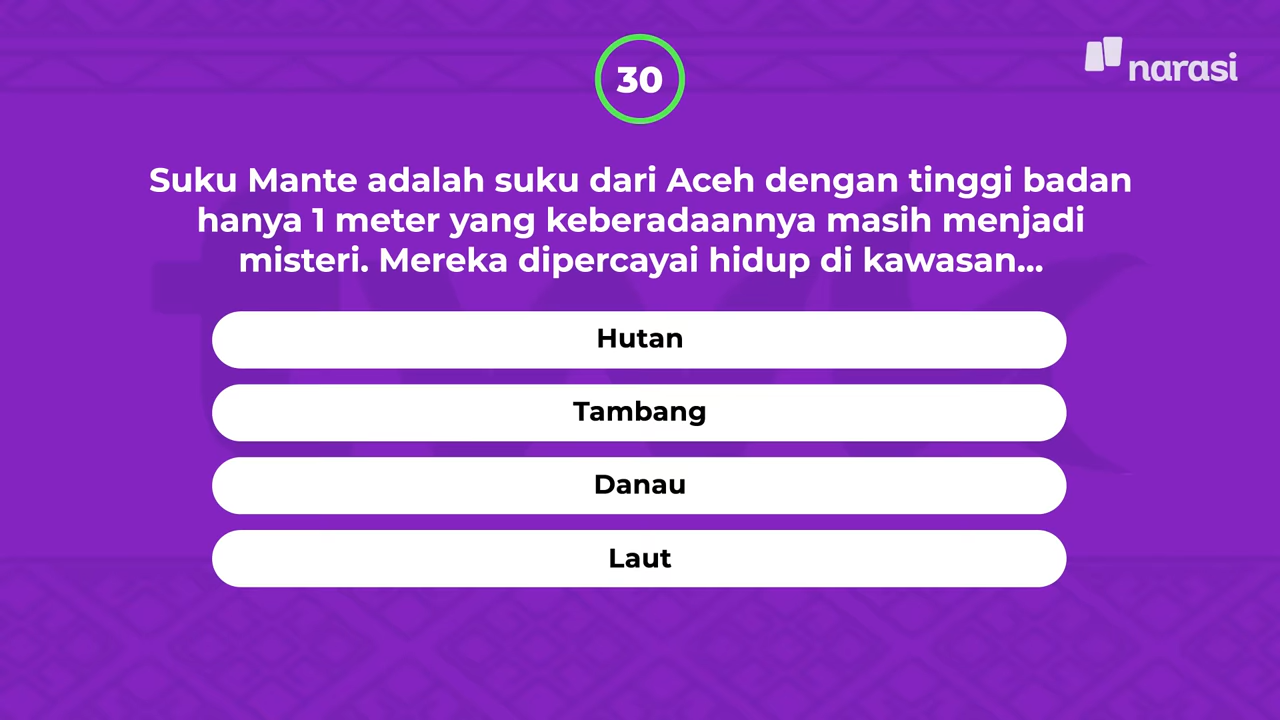 30
narasi
Suku Mante adalah suku dari Aceh dengan tinggi badan
hanya 1 meter yang keberadaannya masih menjadi
misteri. Mereka dipercayai hidup di kawasan...
Hutan
Tambang
Danau
Laut